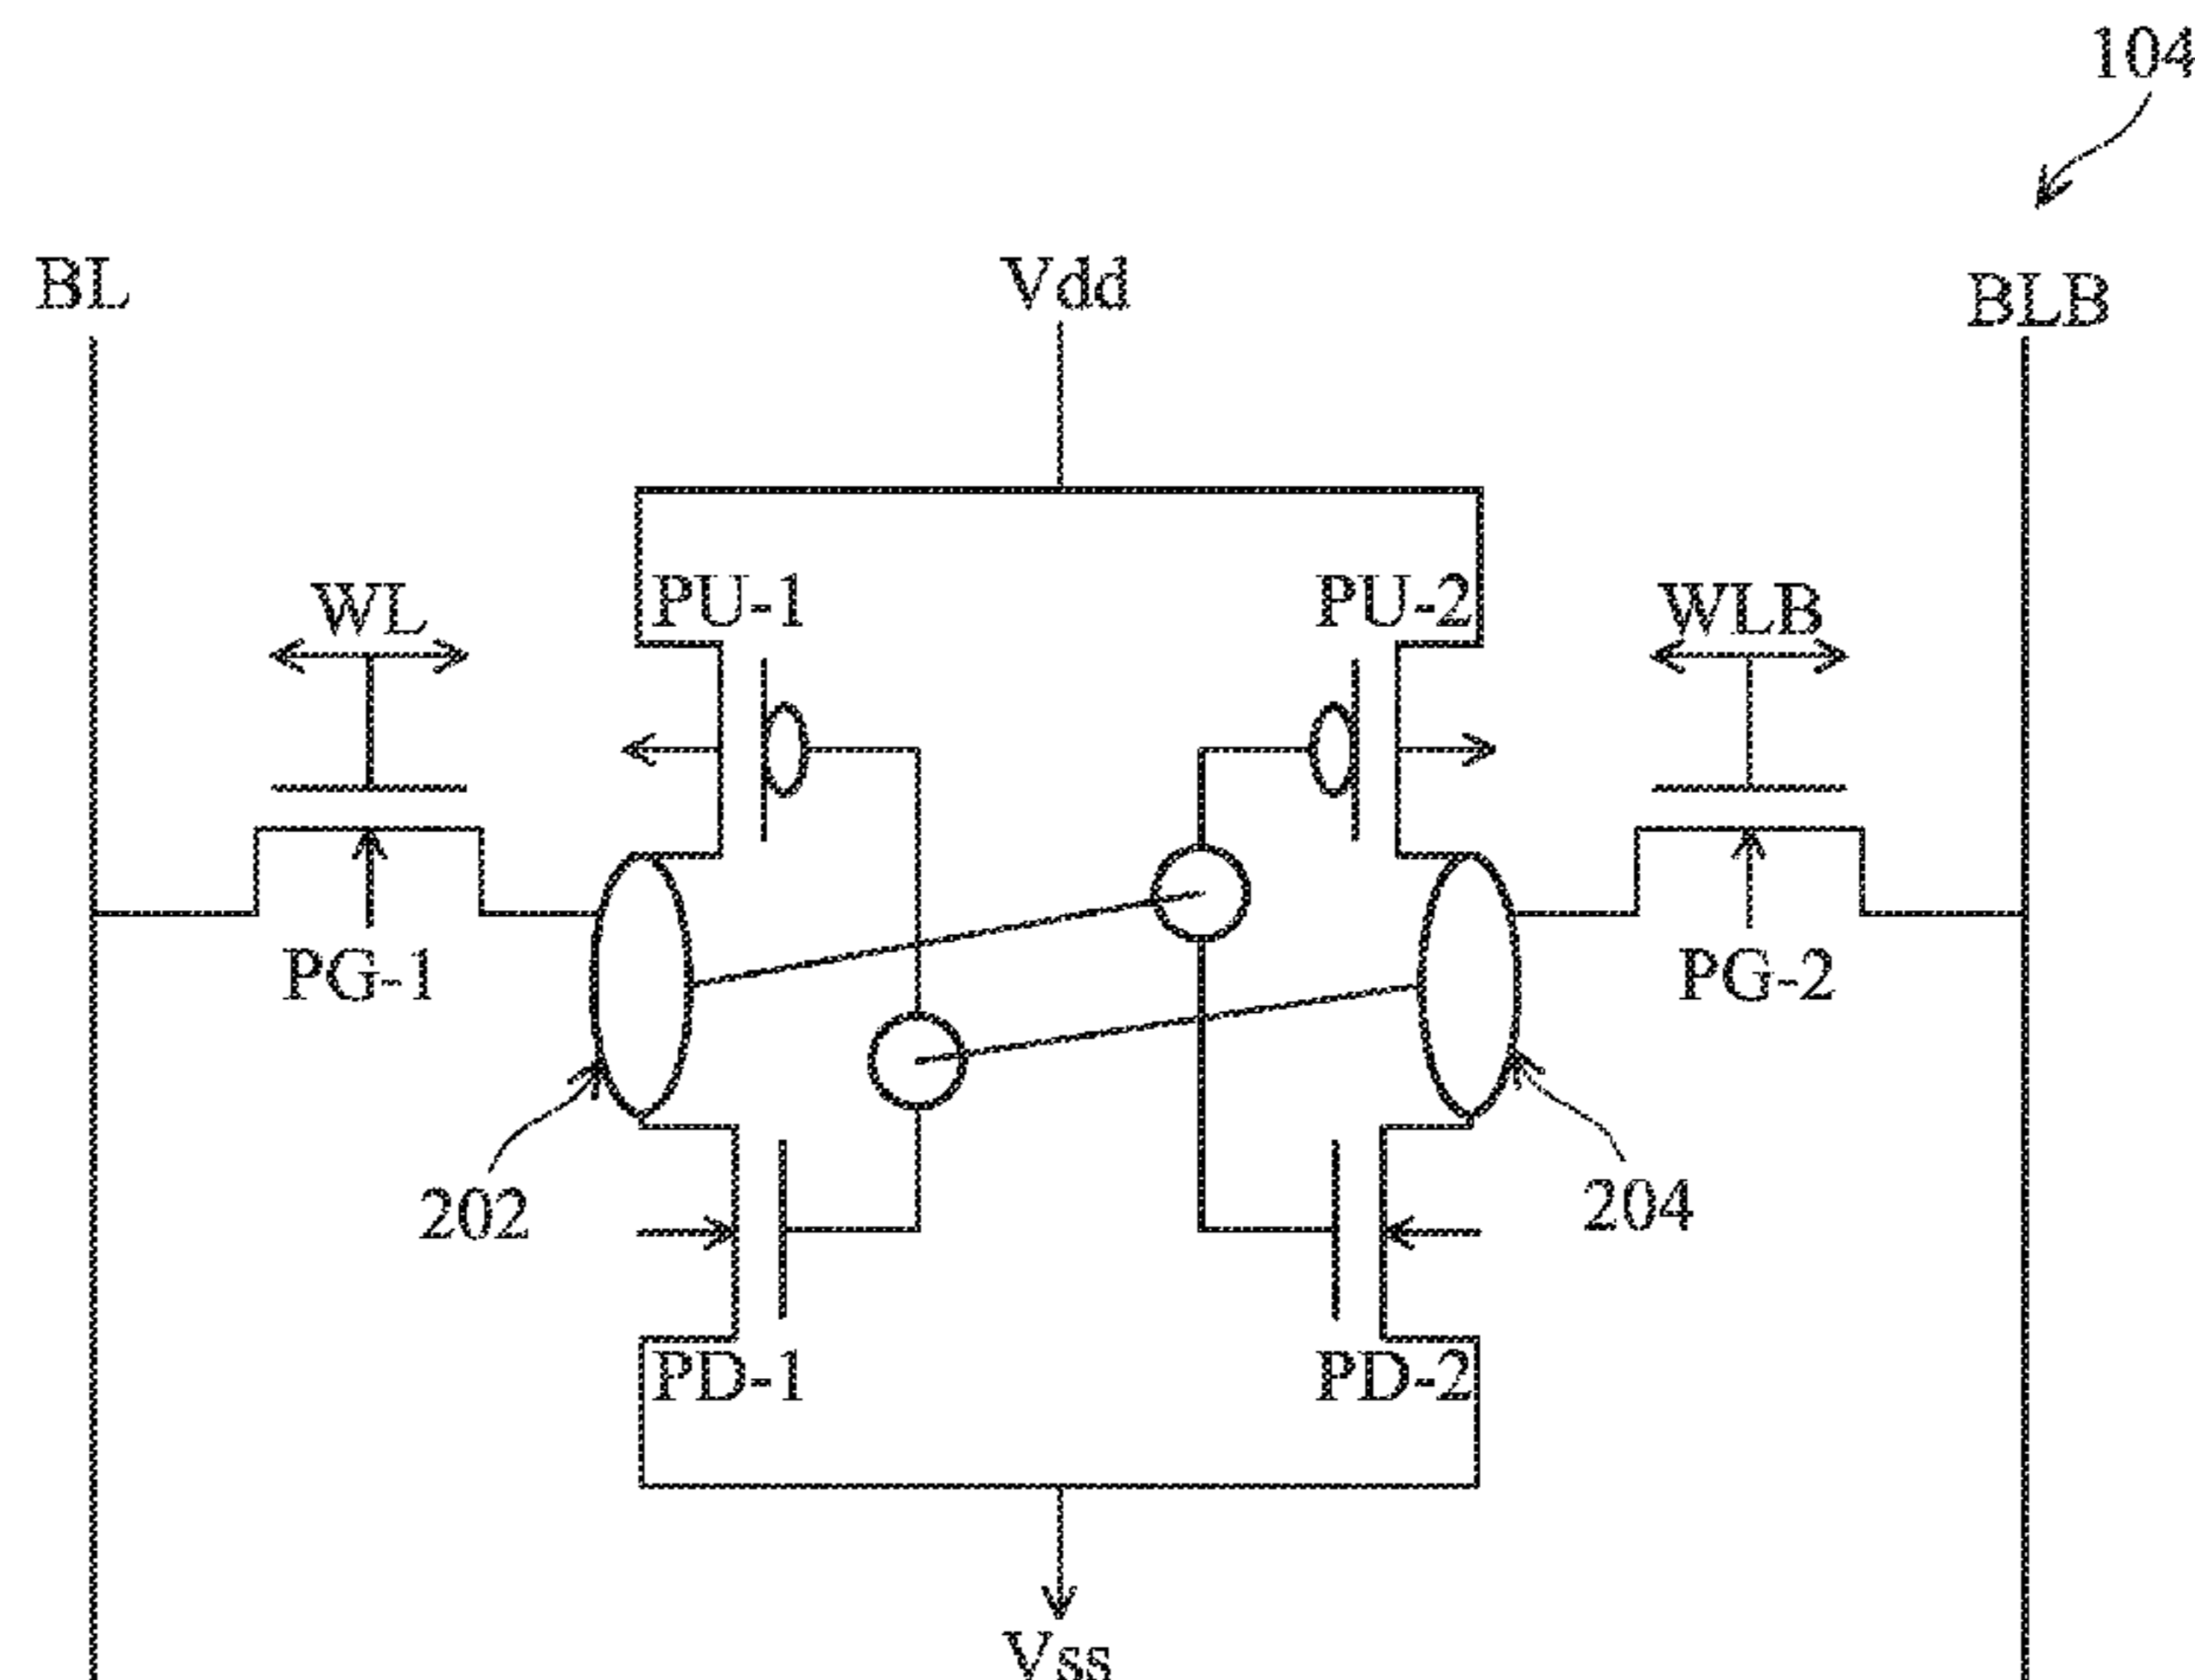 104
BL
Vdd
BLB
WL
PU-1
PU-2
WLB
PG-1
PG-2
202
204
PD-1
PD-2
Vss